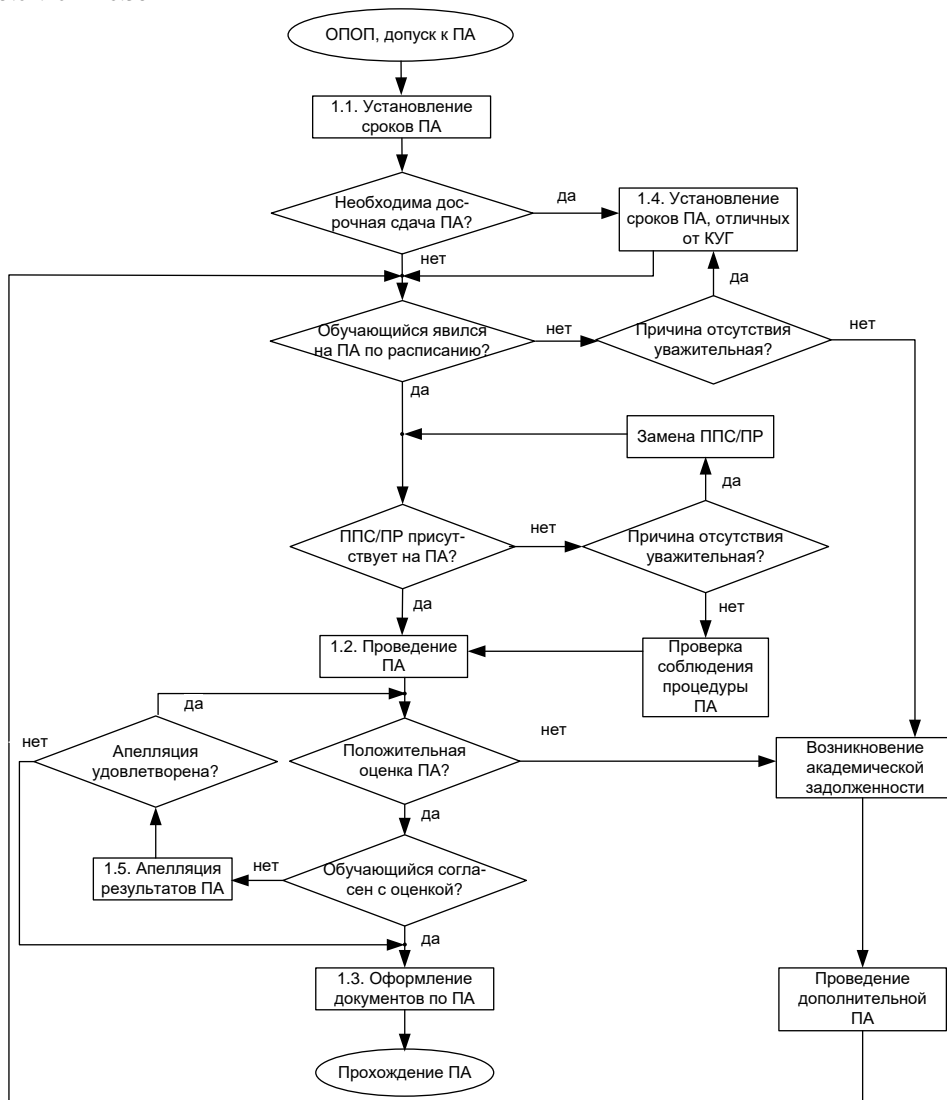 ОПОП, допуск к ПА
1.1. Установление
сроков ПА
Необходима дос-
рочная сдача ПА?
да
1.4. Установление
сроков ПА, отличных
от КУГ
нет
да
Обучающийся явился
на ПА по расписанию?
нет
Причина отсутствия
уважительная?
нет
да
Замена ППС/ПР
да
ППС/ПР присут-
ствует на ПА?
нет
Причина отсутствия
уважительная?
да
нет
1.2. Проведение
ПА
Проверка
соблюдения
процедуры
ПА
да
нет
Апелляция
удовлетворена?
Положительная
оценка ПА?
нет
Возникновение
академической
задолженности
да
1.5. Апелляция
результатов ПА
нет
Обучающийся согла-
сен с оценкой?
да
1.3. Оформление
документов по ПА
Проведение
дополнительной
ПА
Прохождение ПА